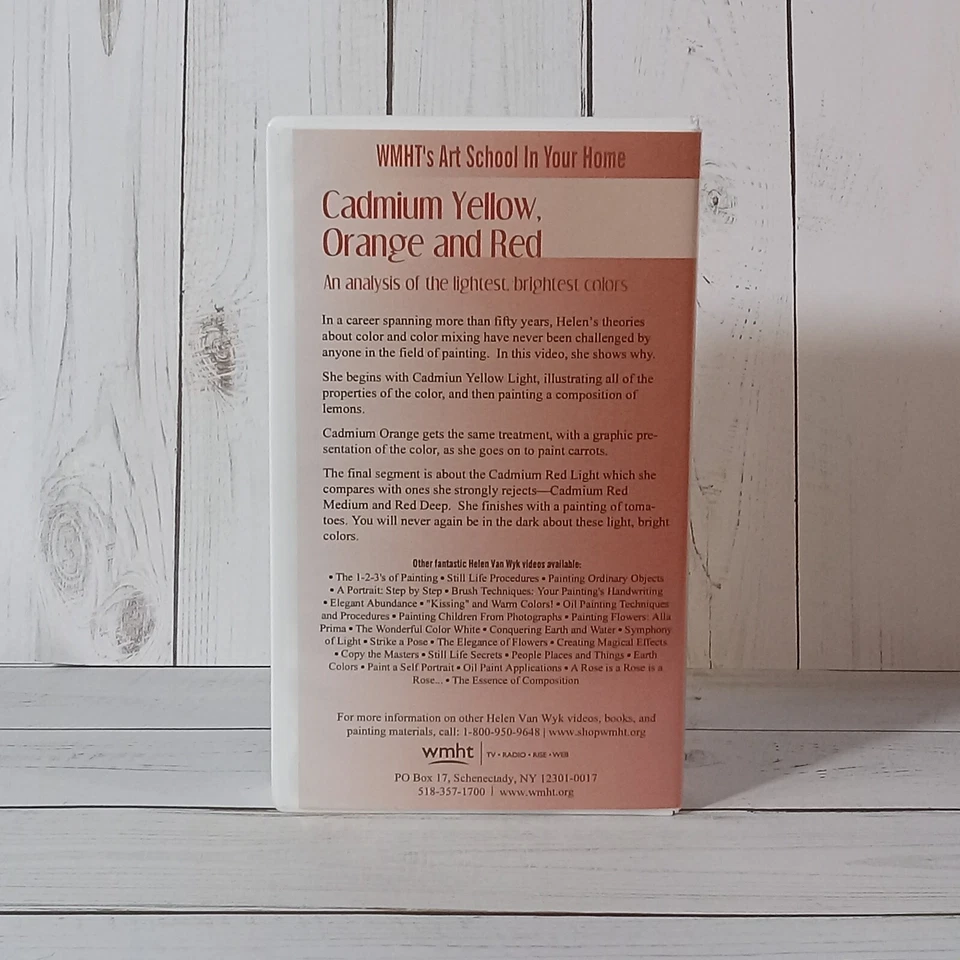 WMHT's Art School In Your Home
Cadmium Yellow,
Orange and Red
An analysis of the lightest, brightest colors
In a career spanning more than fifty years, Helen's theories
about color and color mixing have never been challenged by
anyone in the field of painting. In this video, she shows why.
She begins with Cadmiun Yellow Light, illustrating all of the
properties of the color, and then painting a composition of
lemons.
Cadmium Orange gets the same treatment, with a graphic pre-
sentation of the color, as she goes on to paint carrots.
The final segment is about the Cadmium Red Light which she
compares with ones she strongly rejects—Cadmium Red
Medium and Red Deep. She finishes with a painting of toma-
toes. You will never again be in the dark about these light, bright
colors.
Other fantastic Helen Van Wyk videos available:
• The 1-2-3's of Painting • Still Life Procedures • Painting Ordinary Objects
• A Portrait: Step by Step • Brush Techniques: Your Painting's Handwriting
• Elegant Abundance • "Kissing" and Warm Colors! • Oil Painting Techniques
and Procedures • Painting Children From Photographs • Painting Flowers: Alla
Prima • The Wonderful Color White • Conquering Earth and Water • Symphony
of Light • Strike a Pose • The Elegance of Flowers • Creating Magical Effects
• Copy the Masters • Still Life Secrets • People Places and Things • Earth
Colors • Paint a Self Portrait • Oil Paint Applications • A Rose is a Rose is a
Rose... • The Essence of Composition
For more information on other Helen Van Wyk videos, books, and
painting materials, call: 1-800-950-9648 | www.shopwmht.org
wmht | TV • RADIO • RISE • WEB
PO Box 17, Schenectady, NY 12301-0017
518-357-1700 | www.wmht.org